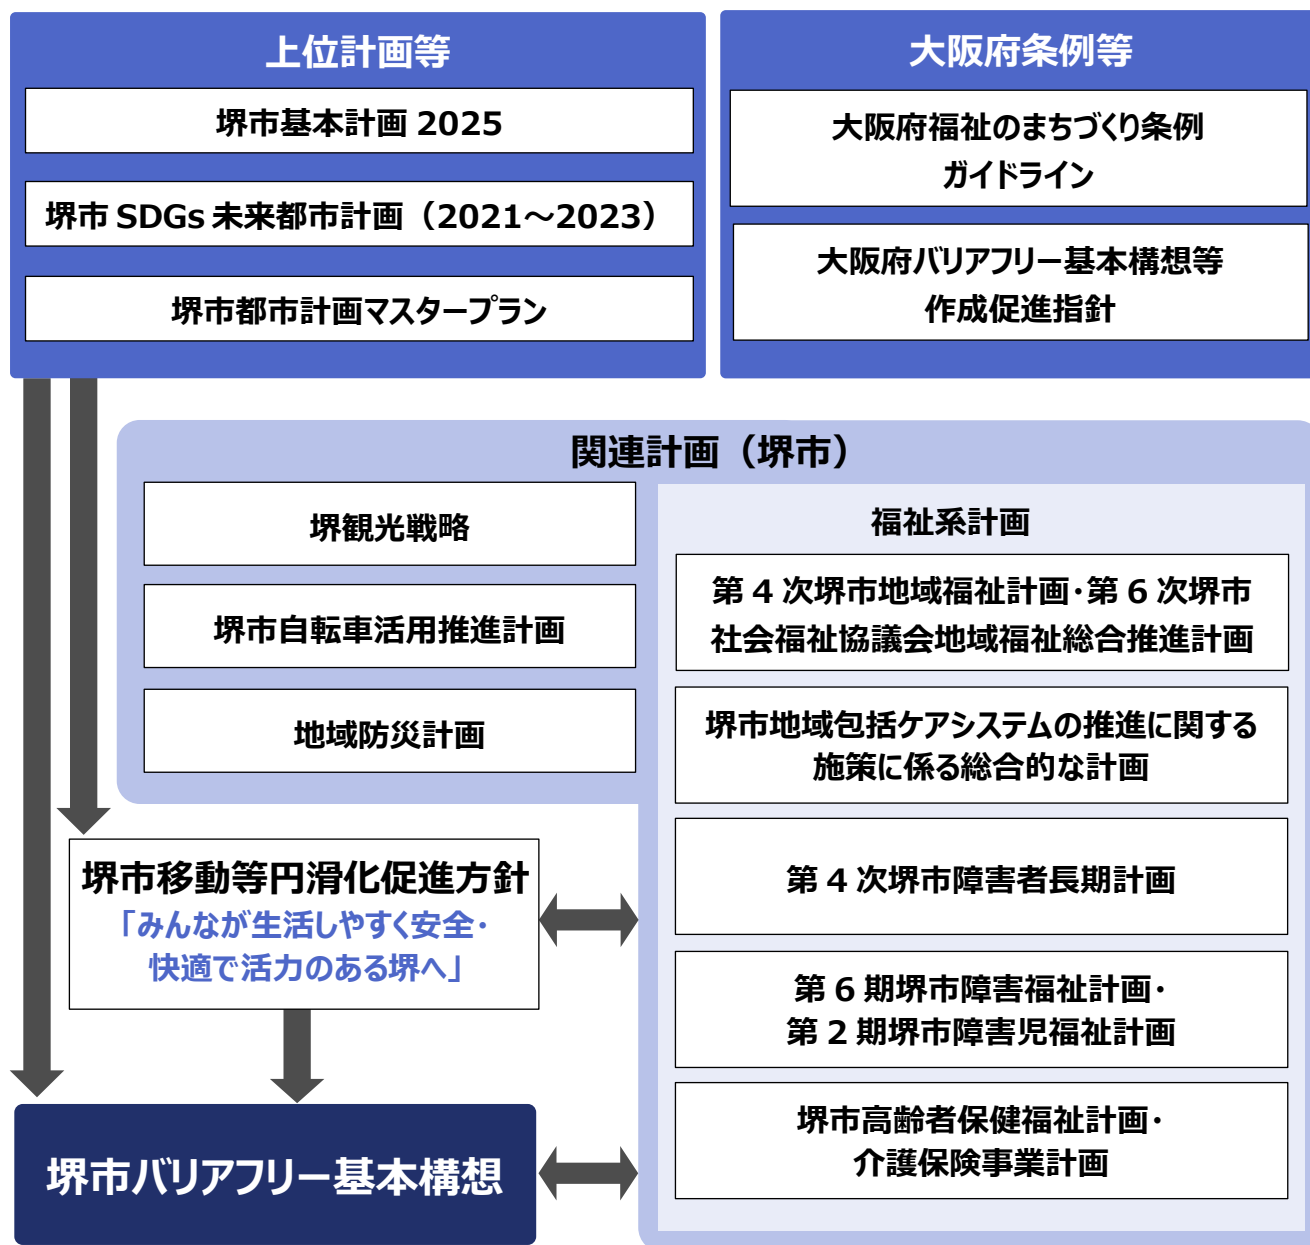 上位計画等
堺市基本計画 2025
堺市 SDGs 未来都市計画（2021～2023）
堺市都市計画マスタープラン
大阪府条例等
大阪府福祉のまちづくり条例
ガイドライン
大阪府バリアフリー基本構想等
作成促進指針
関連計画（堺市）
堺観光戦略
堺市自転車活用推進計画
地域防災計画
福祉系計画
第 4 次堺市地域福祉計画・第 6 次堺市
社会福祉協議会地域福祉総合推進計画
堺市地域包括ケアシステムの推進に関する
施策に係る総合的な計画
第 4 次堺市障害者長期計画
第 6 期堺市障害福祉計画・
第 2 期堺市障害児福祉計画
堺市高齢者保健福祉計画・
介護保険事業計画
堺市移動等円滑化促進方針
「みんなが生活しやすく安全・
快適で活力のある堺へ」
堺市バリアフリー基本構想